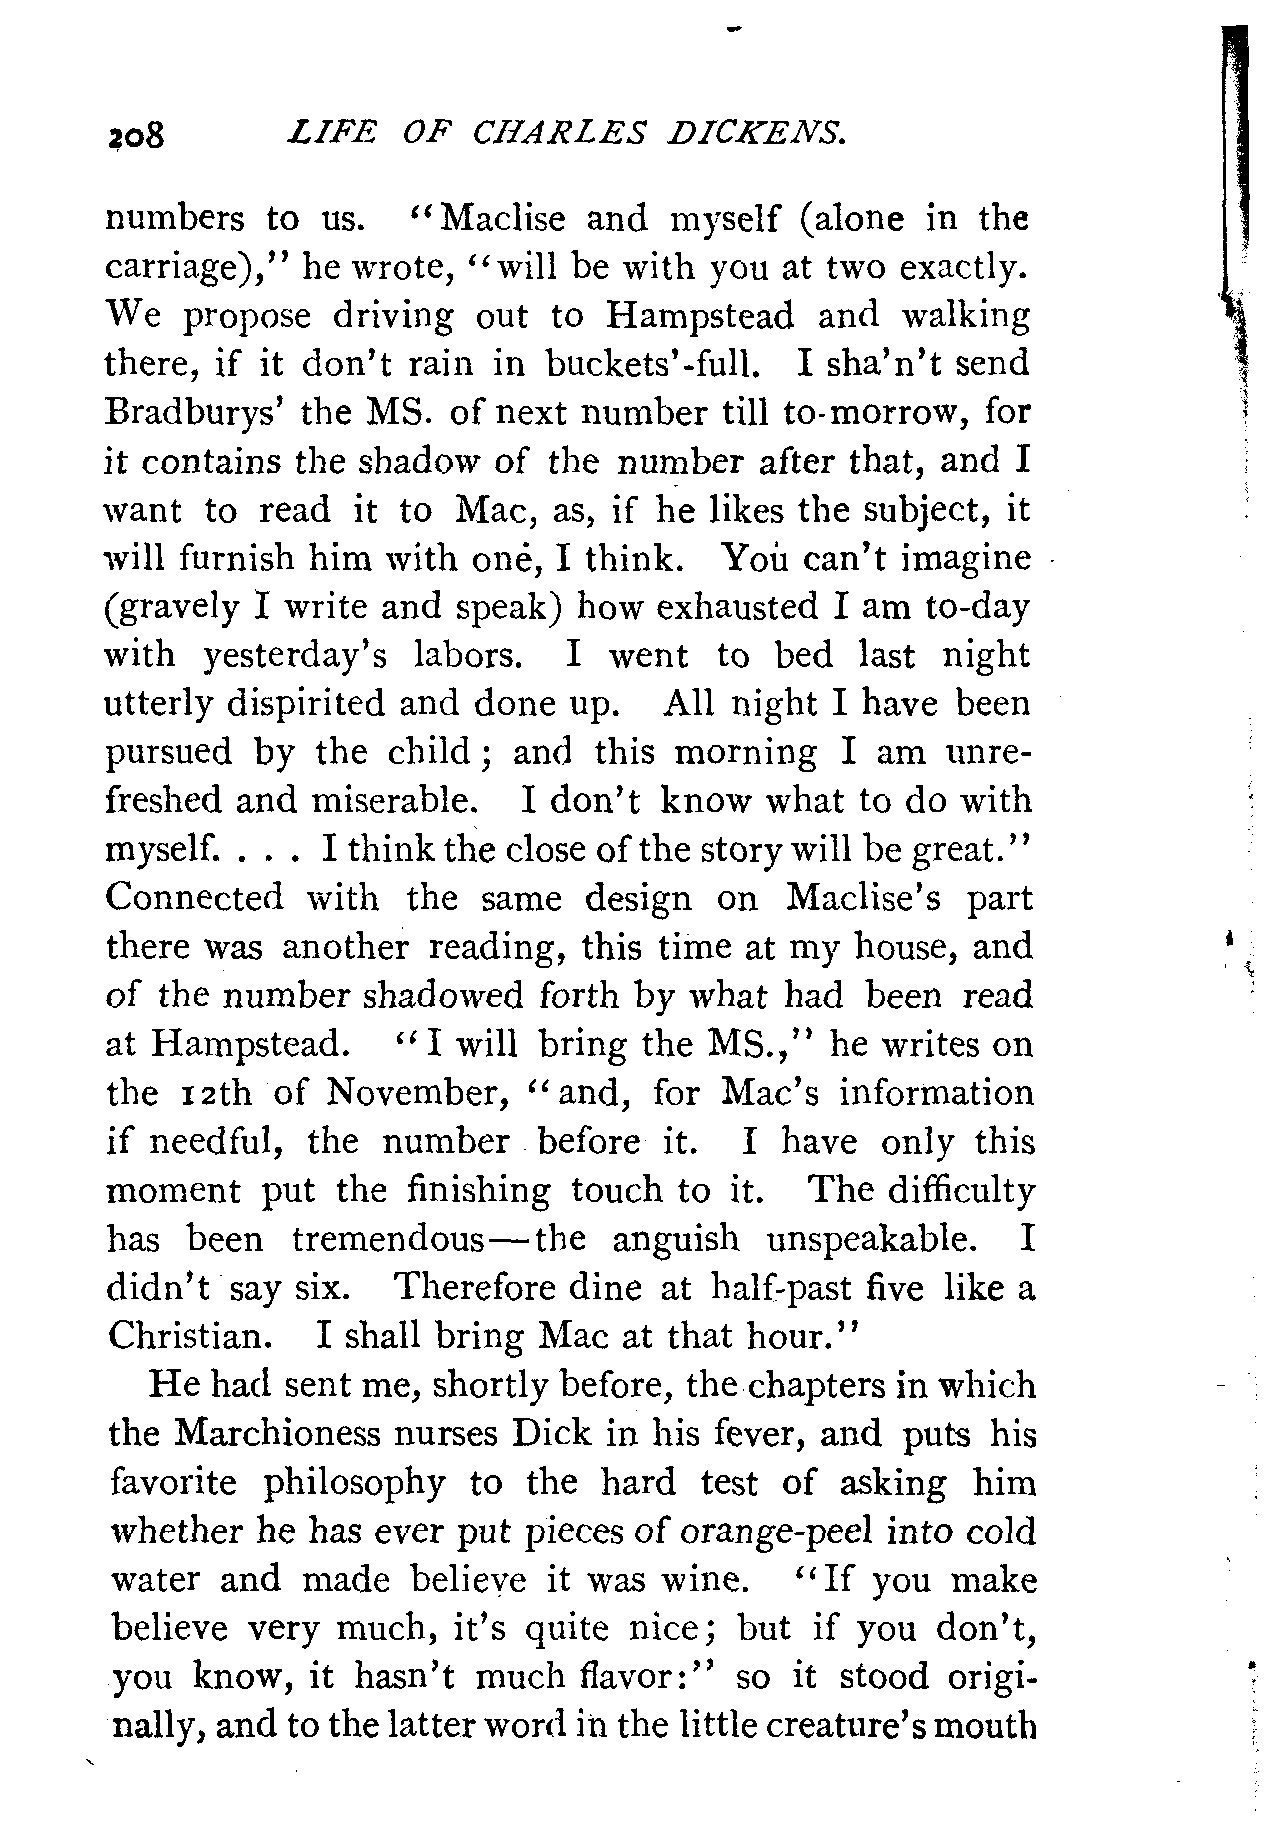 208 LIFE OF CHARLES DICKENS.
numbers to us. "Maclise and myself (alone in the
carriage)," he wrote, "will be with you at two exactly.
We propose driving out to Hampstead and walking
there, if it don't rain in buckets'-full. I sha'n't send
Bradburys' the MS. of next number till to-morrow, for
it contains the shadow of the number after that, and I
want to read it to Mac, as, if he likes the subject, it
will furnish him with one, I think. You can't imagine
(gravely I write and speak) how exhausted I am to-day
with yesterday's labors. I went to bed last night
utterly dispirited and done up. All night I have been
pursued by the child; and this morning I am unre-
freshed and miserable. I don't know what to do with
myself. . . . I think the close of the story will be great."
Connected with the same design on Maclise's part
there was another reading, this time at my house, and
of the number shadowed forth by what had been read
at Hampstead. "I will bring the MS.," he writes on
the 12th of November, "and, for Mac's information
if needful, the number before it. I have only this
moment put the finishing touch to it. The difficulty
has been tremendous—the anguish unspeakable. I
didn't say six. Therefore dine at half-past five like a
Christian. I shall bring Mac at that hour."
He had sent me, shortly before, the chapters in which
the Marchioness nurses Dick in his fever, and puts his
favorite philosophy to the hard test of asking him
whether he has ever put pieces of orange-peel into cold
water and made believe it was wine. "If you make
believe very much, it's quite nice; but if you don't,
you know, it hasn't much flavor:" so it stood origi-
nally, and to the latter word in the little creature's mouth